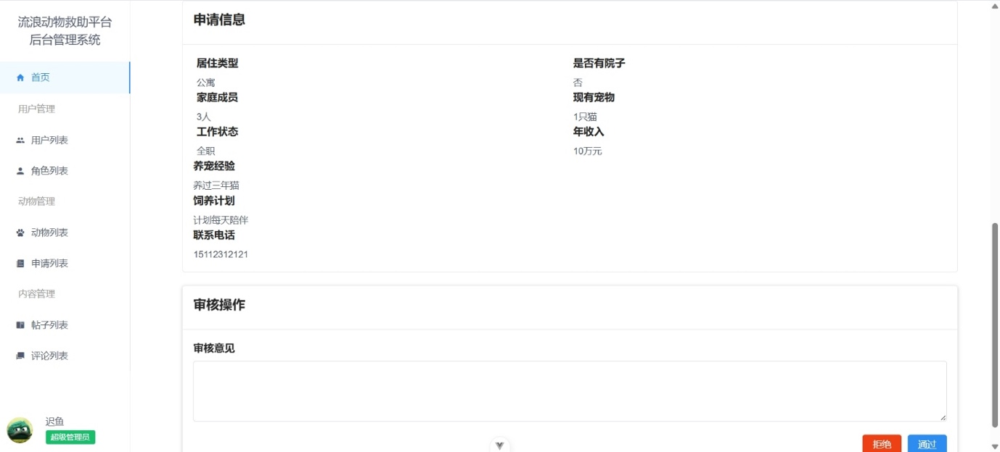 流浪动物救助平台
后台管理系统
首页
用户管理
用户列表
角色列表
动物管理
动物列表
申请列表
内容管理
帖子列表
评论列表
迟鱼
超级管理员
申请信息
居住类型
是否有院子
公寓
否
家庭成员
现有宠物
3人
1只猫
工作状态
年收入
全职
10万元
养宠经验
养过三年猫
饲养计划
计划每天陪伴
联系电话
15112312121
审核操作
审核意见
拒绝
通过